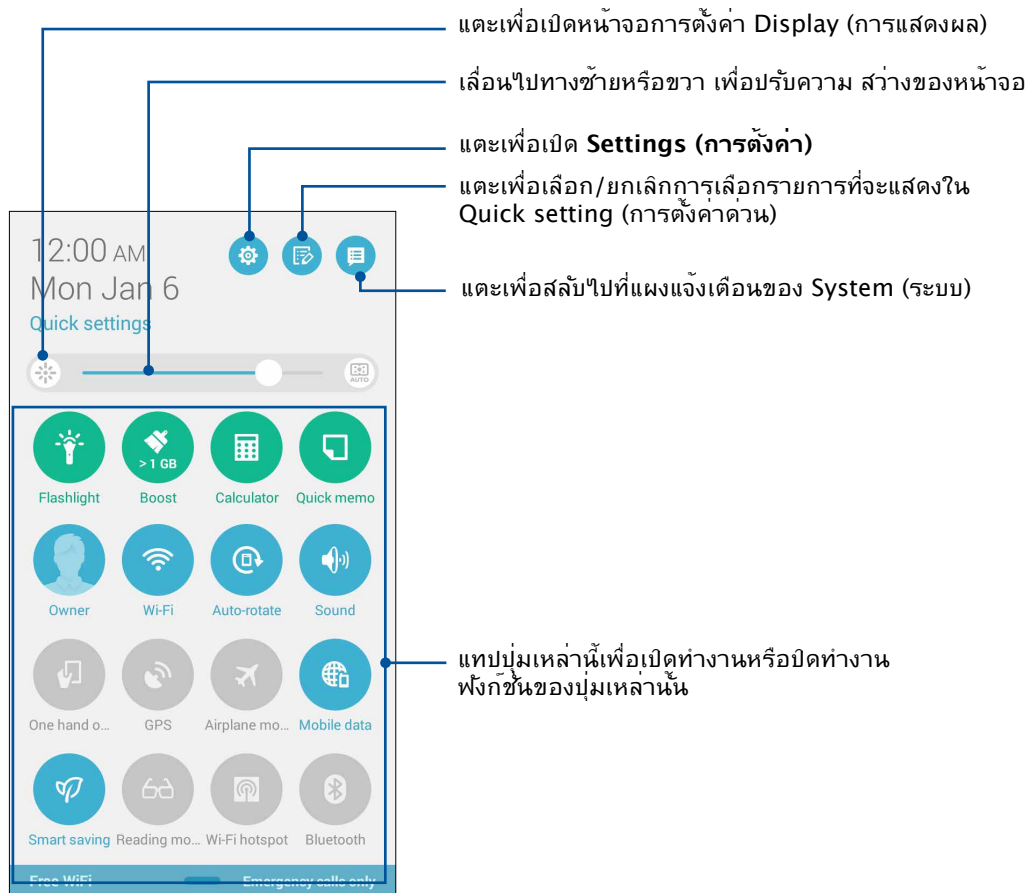 แตะเพื่อเปิดหน้าจอการตั้งค่า Display (การแสดงผล)
เลื่อนไปทางซ้ายหรือขวา เพื่อปรับความ สว่างของหน้าจอ
แตะเพื่อเปิด Settings (การตั้งค่า)
แตะเพื่อเลือก/ยกเลิกการเลือกรายการที่จะแสดงใน
Quick setting (การตั้งค่าด่วน)
แตะเพื่อสลับไปที่แผงแจ้งเตือนของ System (ระบบ)
12:00 AM
Mon Jan 6
Quick settings
AUTO
> 1 GB
Flashlight Boost Calculator Quick memo
Owner Wi-Fi Auto-rotate Sound
แทปปุ่มเหล่านี้เพื่อเปิดทำงานหรือปิดทำงาน
ฟังก์ชั่นของปุ่มเหล่านั้น
One hand o... GPS Airplane mo... Mobile data
Smart saving Reading mo... Wi-Fi hotspot Bluetooth
Free WiFi Emergency calls only